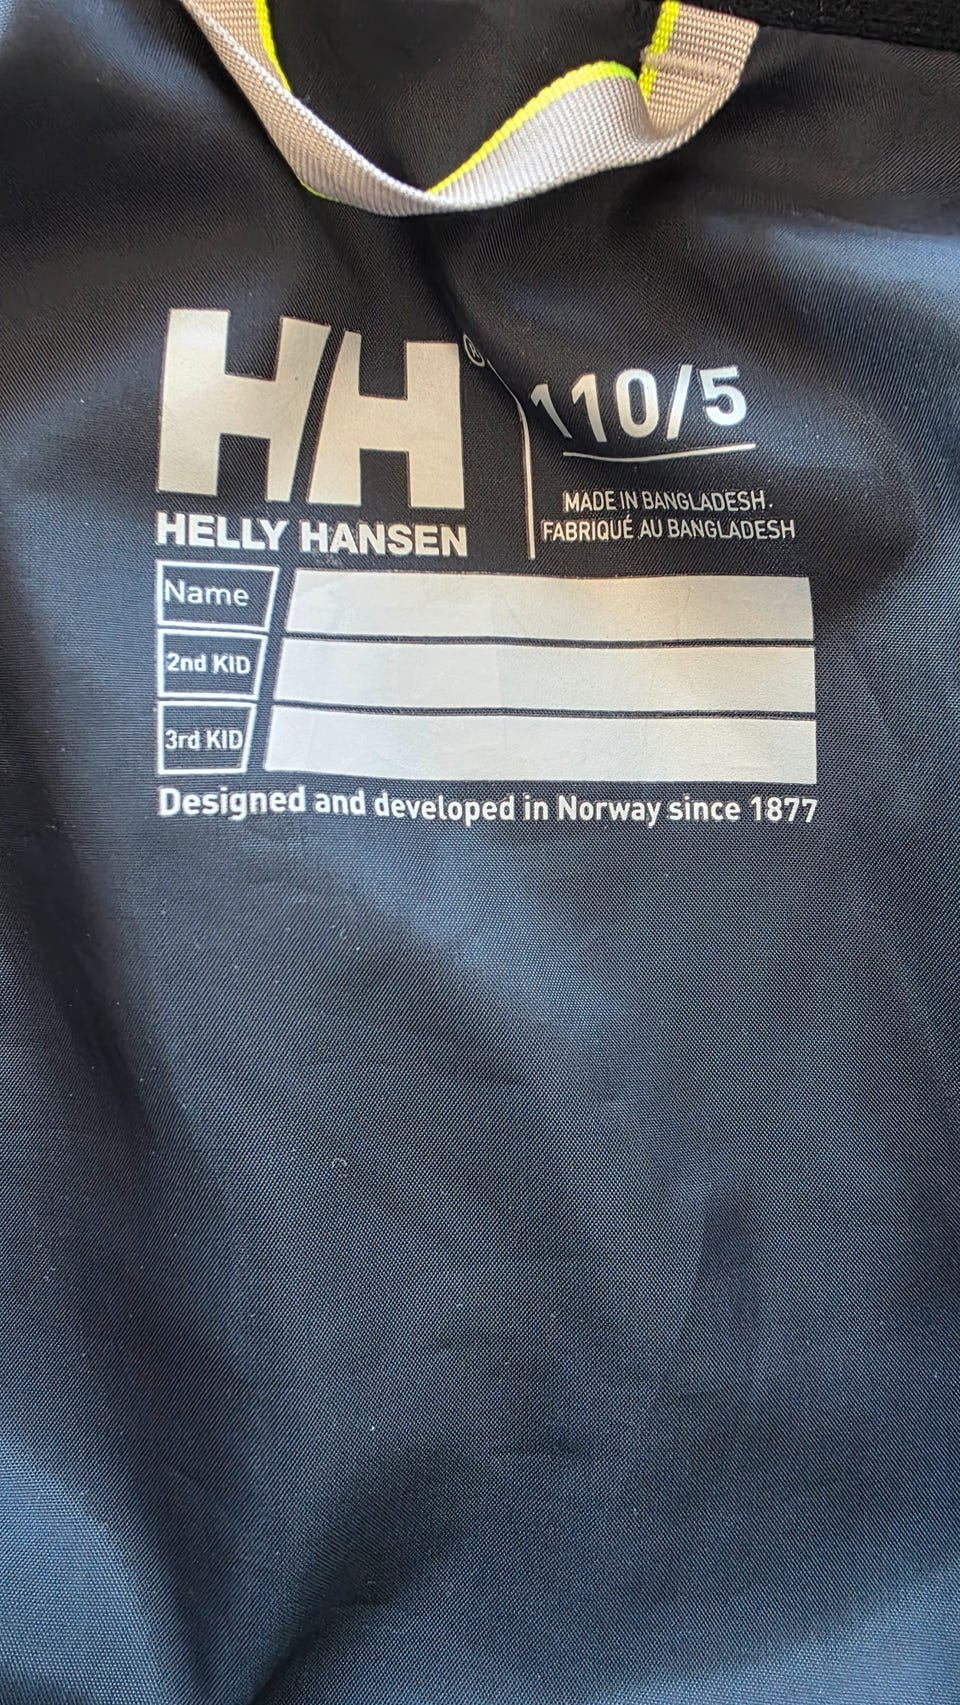 HH®
HELLY HANSEN
110/5
MADE IN BANGLADESH.
FABRIQUÉ AU BANGLADESH
Name
2nd KID
3rd KID
Designed and developed in Norway since 1877